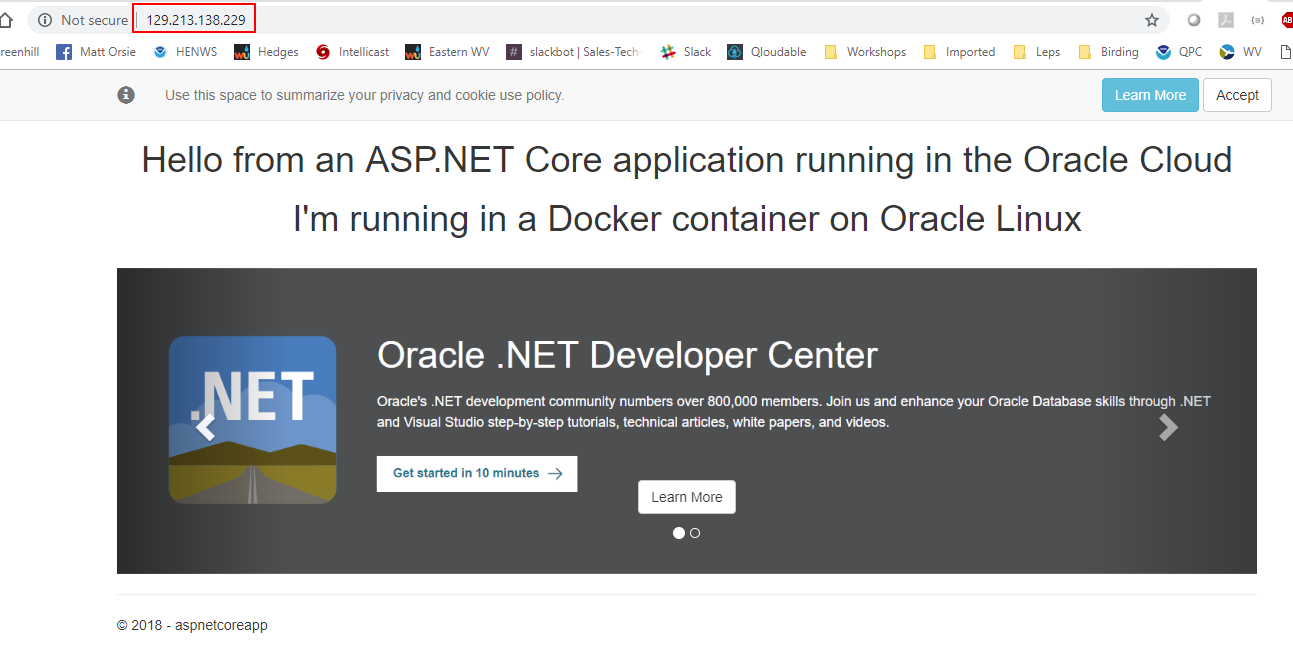 Not secure | 129.213.138.229
AB
reenhill Matt Orsie HENWS Hedges Intellicast Eastern WV # slackbot | Sales-Tech- Slack Qloudable Workshops Imported Leps Birding QPC WV
Use this space to summarize your privacy and cookie use policy. Learn More Accept
Hello from an ASP.NET Core application running in the Oracle Cloud
I'm running in a Docker container on Oracle Linux
.NET
Oracle .NET Developer Center
Oracle's .NET development community numbers over 800,000 members. Join us and enhance your Oracle Database skills through .NET
and Visual Studio step-by-step tutorials, technical articles, white papers, and videos.
Get started in 10 minutes →
Learn More
© 2018 - aspnetcoreapp